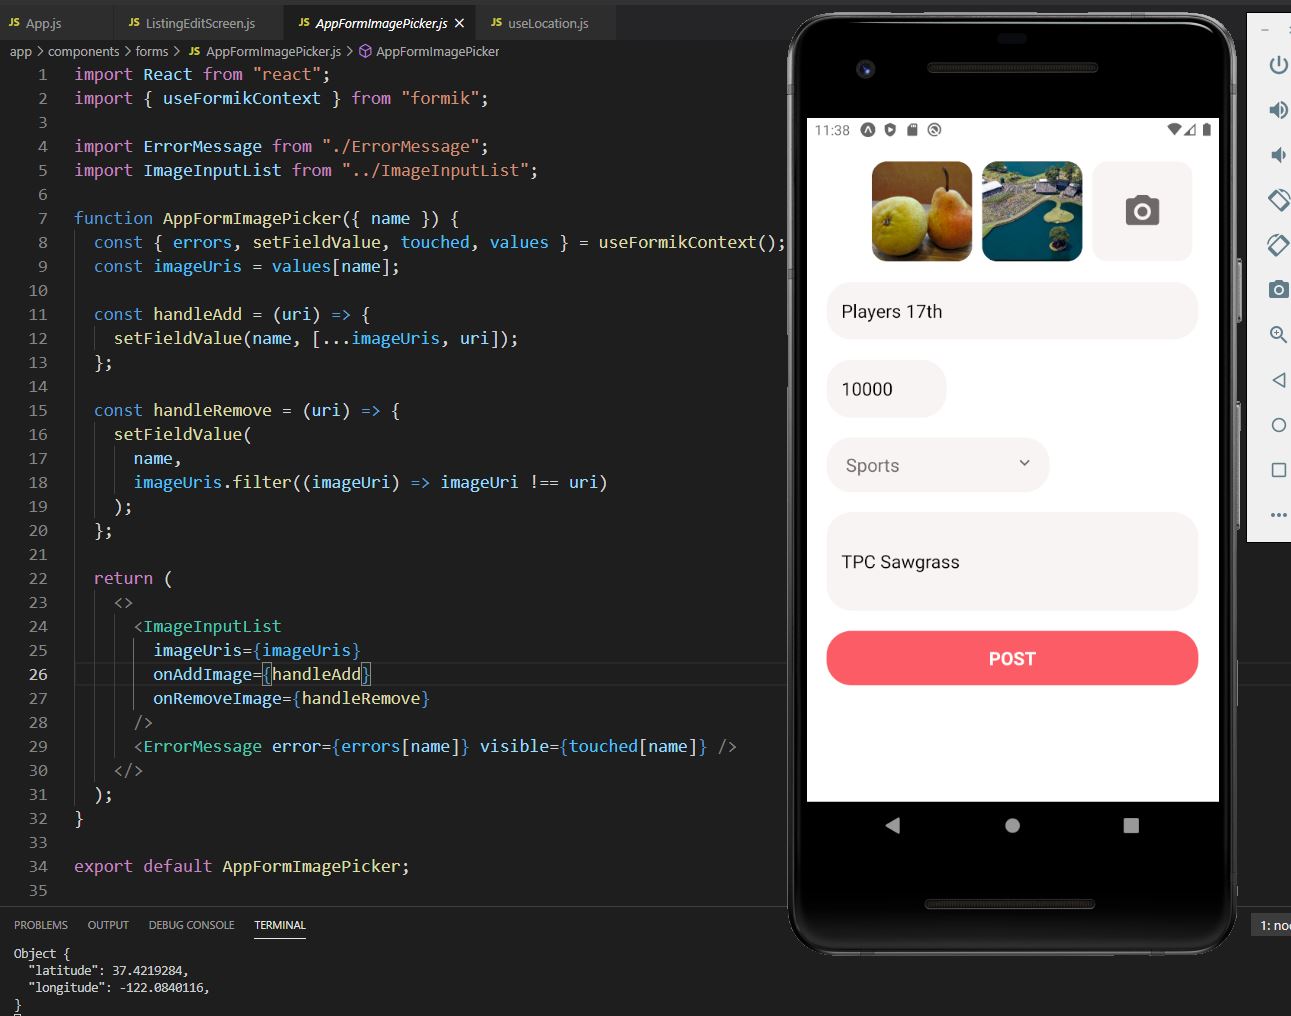 JS App.js
JS ListingEditScreen.js
JS AppFormImagePicker.js ×
JS useLocation.js
app > components > forms > JS AppFormImagePicker.js > AppFormImagePicker
1 import React from "react";
2 import { useFormikContext } from "formik";
3
4 import ErrorMessage from "./ErrorMessage";
5 import ImageInputList from "../ImageInputList";
6
7 function AppFormImagePicker({ name }) {
8 const { errors, setFieldValue, touched, values } = useFormikContext();
9 const imageUris = values[name];
10
11 const handleAdd = (uri) => {
12 setFieldValue(name, [...imageUris, uri]);
13 };
14
15 const handleRemove = (uri) => {
16 setFieldValue(
17 name,
18 imageUris.filter((imageUri) => imageUri !== uri)
19 );
20 };
21
22 return (
23 <>
24 <ImageInputList
25 imageUris={imageUris}
26 onAddImage={handleAdd}
27 onRemoveImage={handleRemove}
28 />
29 <ErrorMessage error={errors[name]} visible={touched[name]} />
30 </>
31 );
32 }
33
34 export default AppFormImagePicker;
35
PROBLEMS OUTPUT DEBUG CONSOLE TERMINAL
Object {
"latitude": 37.4219284,
"longitude": -122.0840116,
}
11:38
Players 17th
10000
Sports
TPC Sawgrass
POST